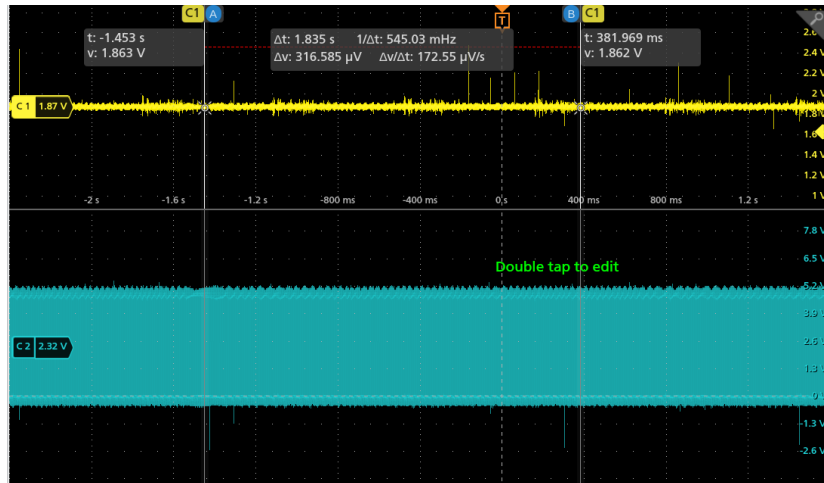 C1 A
T
B C1
t: -1.453 s
v: 1.863 V
Δt: 1.835 s 1/Δt: 545.03 mHz
Δv: 316.585 µV Δv/Δt: 172.55 µV/s
t: 381.969 ms
v: 1.862 V
2.6 V
2.4 V
2.2 V
2 V
C 1 1.87 V
1.8 V
1.4 V
1.2 V
1 V
-2 s -1.6 s -1.2 s -800 ms -400 ms 0 s 400 ms 800 ms 1.2 s
7.8 V
6.5 V
Double tap to edit
5.2 V
3.9 V
C 2 2.32 V
2.6 V
1.3 V
0 V
-1.3 V
-2.6 V